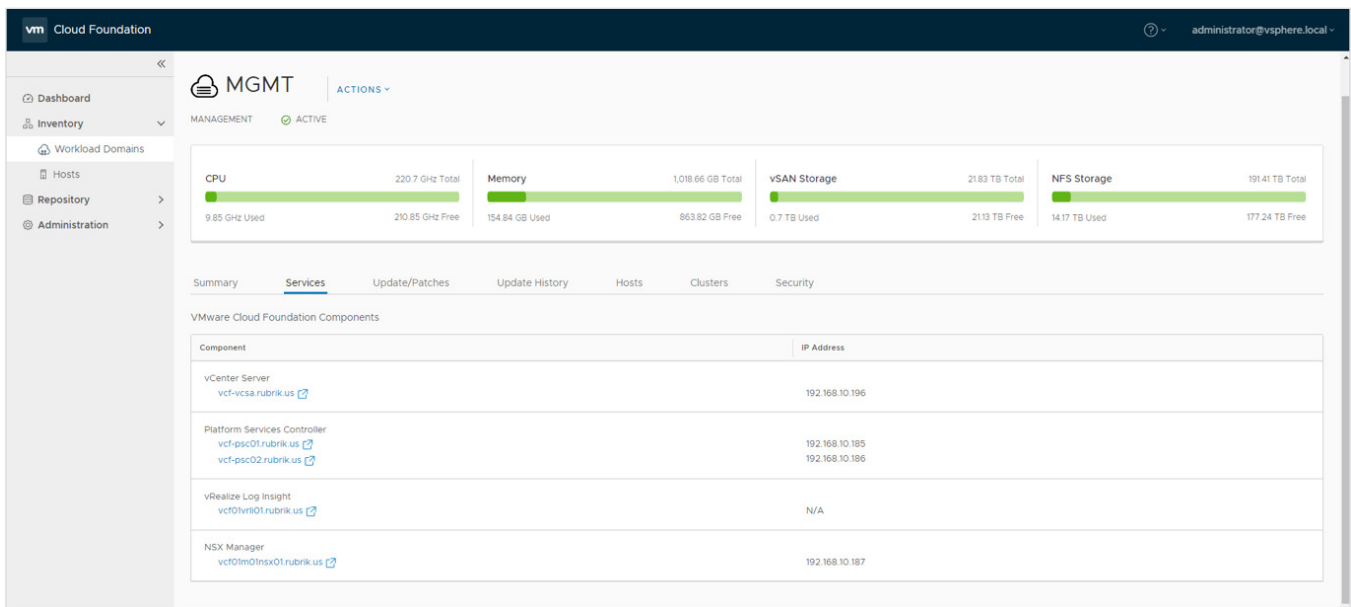 vm Cloud Foundation
administrator@vsphere.local
Dashboard
Inventory
Workload Domains
Hosts
Repository
Administration
MGMT
ACTIONS
MANAGEMENT ACTIVE
CPU 220.7 GHz Total
9.85 GHz Used 210.85 GHz Free
Memory 1,018.66 GB Total
154.84 GB Used 863.82 GB Free
vSAN Storage 21.83 TB Total
0.7 TB Used 21.13 TB Free
NFS Storage 191.41 TB Total
14.17 TB Used 177.24 TB Free
Summary Services Update/Patches Update History Hosts Clusters Security
VMware Cloud Foundation Components
Component IP Address
vCenter Server
vcf-vcsa.rubrik.us 192.168.10.196
Platform Services Controller
vcf-psc01.rubrik.us 192.168.10.185
vcf-psc02.rubrik.us 192.168.10.186
vRealize Log Insight
vcf01vrli01.rubrik.us N/A
NSX Manager
vcf01m01nsx01.rubrik.us 192.168.10.187